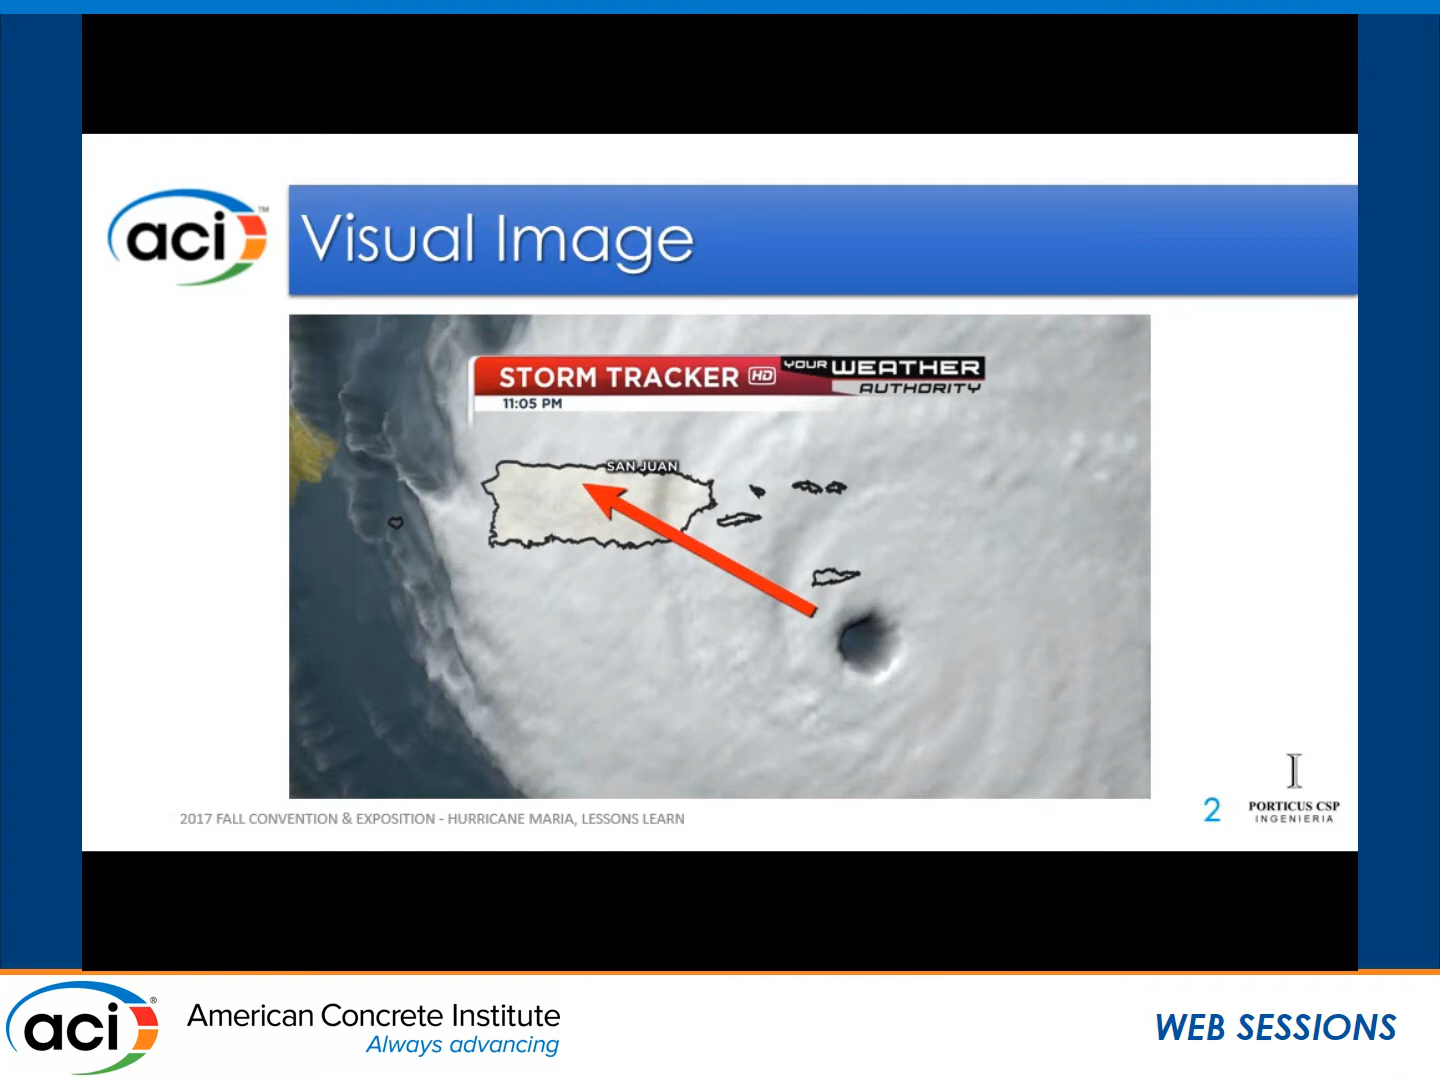 aci TM
Visual Image
STORM TRACKER HD
YOUR WEATHER
AUTHORITY
11:05 PM
SAN JUAN
2017 FALL CONVENTION & EXPOSITION - HURRICANE MARIA, LESSONS LEARN
2
PORTICUS CSP
INGENIERIA
aci ®
American Concrete Institute
Always advancing
WEB SESSIONS